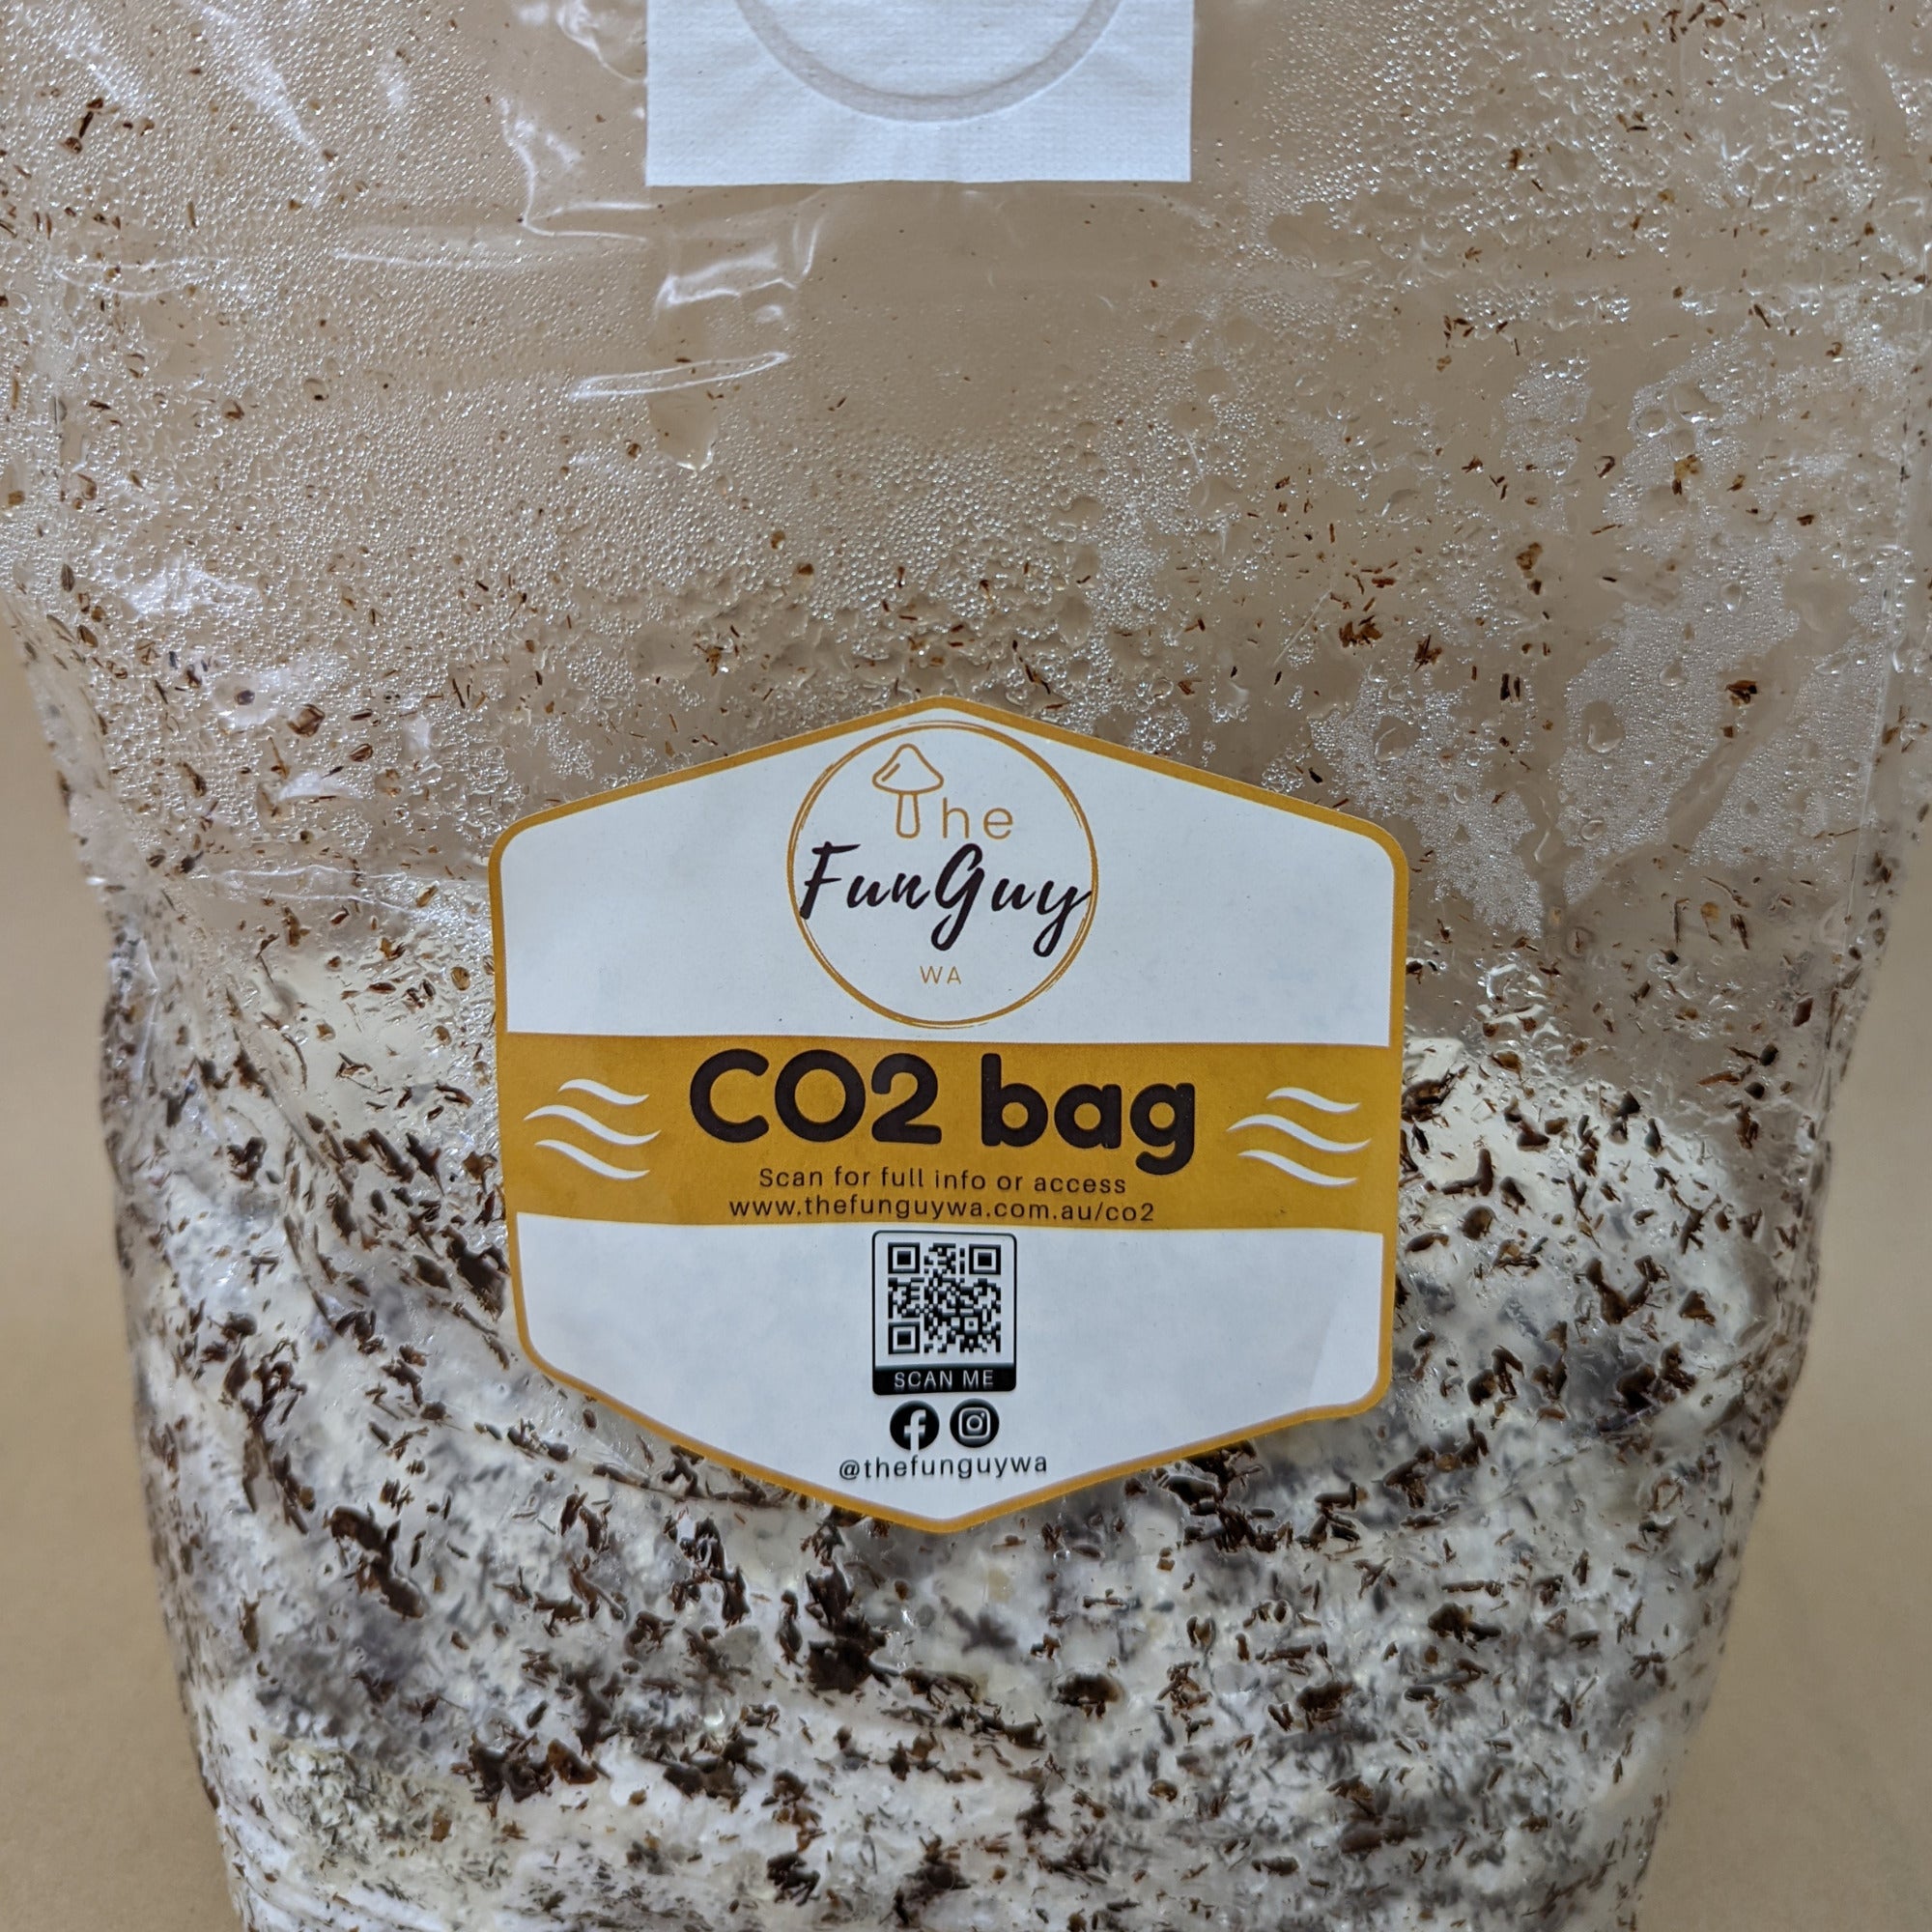 The
FunGuy
WA
CO2 bag
Scan for full info or access
www.thefunguywa.com.au/co2
SCAN ME
@thefunguywa